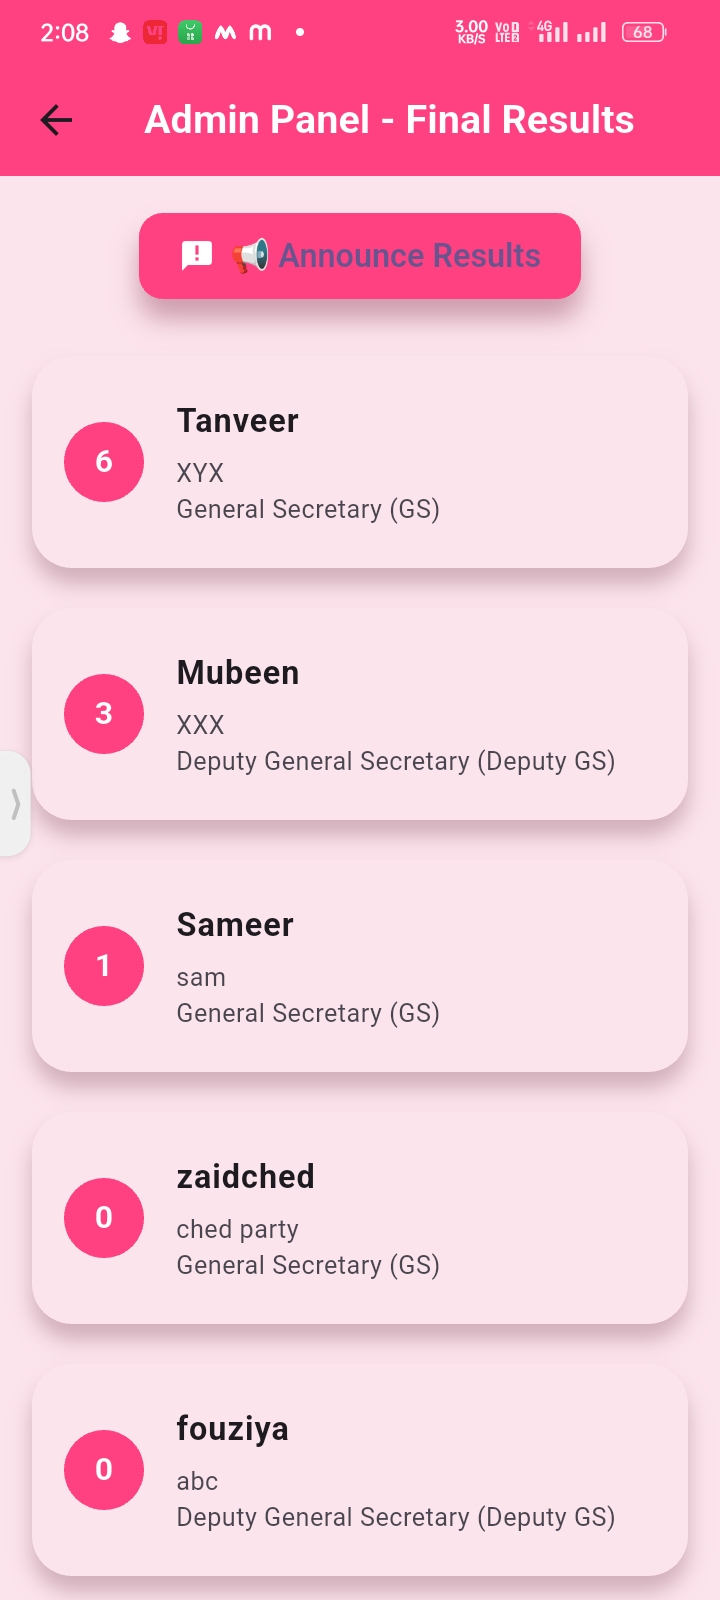 2:08
3.00 KB/S
Vo LTE 2
4G
68
Admin Panel - Final Results
📢 Announce Results
6
Tanveer
XYX
General Secretary (GS)
3
Mubeen
XXX
Deputy General Secretary (Deputy GS)
1
Sameer
sam
General Secretary (GS)
0
zaidched
ched party
General Secretary (GS)
0
fouziya
abc
Deputy General Secretary (Deputy GS)